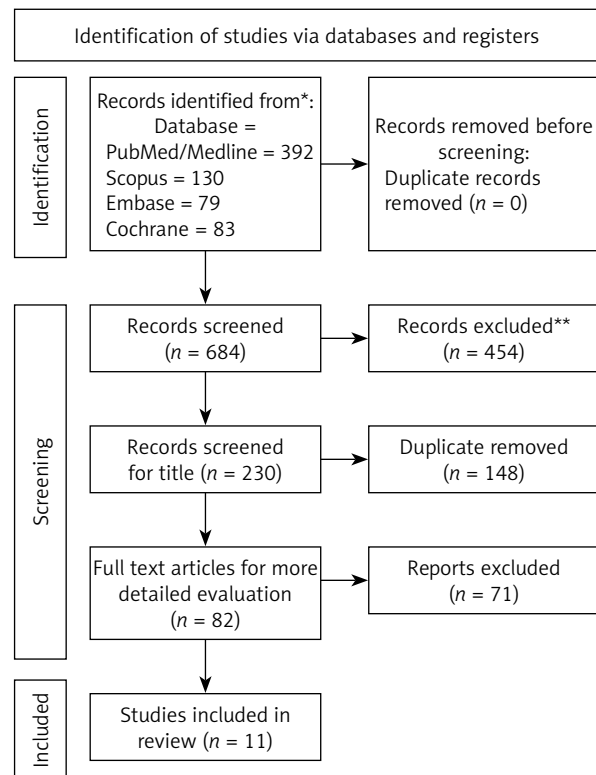 Identification of studies via databases and registers
Identification
Records identified from*:
Database =
PubMed/Medline = 392
Scopus = 130
Embase = 79
Cochrane = 83
Records removed before
screening:
Duplicate records
removed (n = 0)
Screening
Records screened
(n = 684)
Records excluded**
(n = 454)
Records screened
for title (n = 230)
Duplicate removed
(n = 148)
Full text articles for more
detailed evaluation
(n = 82)
Reports excluded
(n = 71)
Included
Studies included in
review (n = 11)